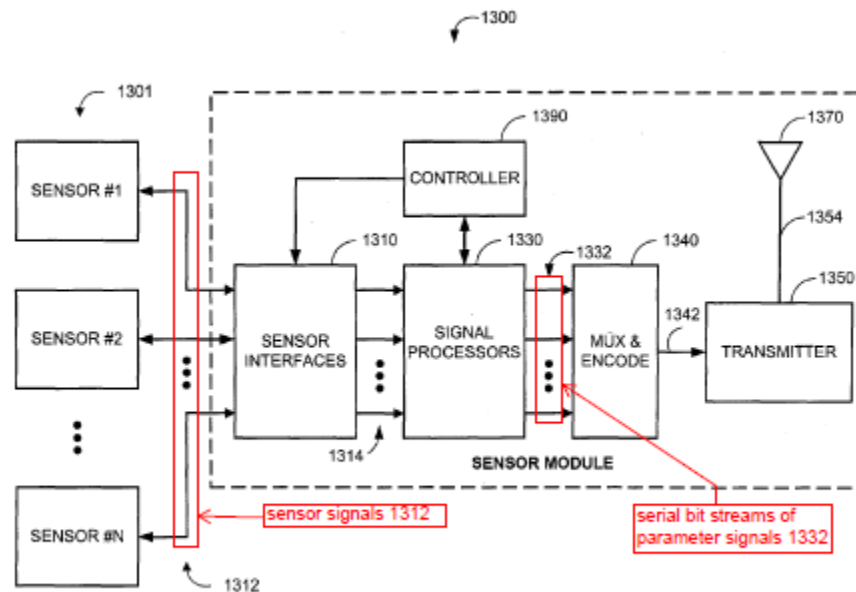 1300
1301
1370
1390
SENSOR #1
CONTROLLER
1354
1310
1330
1332
1340
1350
SENSOR #2
SENSOR
INTERFACES
SIGNAL
PROCESSORS
MUX &
ENCODE
1342
TRANSMITTER
1314
SENSOR MODULE
SENSOR #N
sensor signals 1312
serial bit streams of
parameter signals 1332
1312